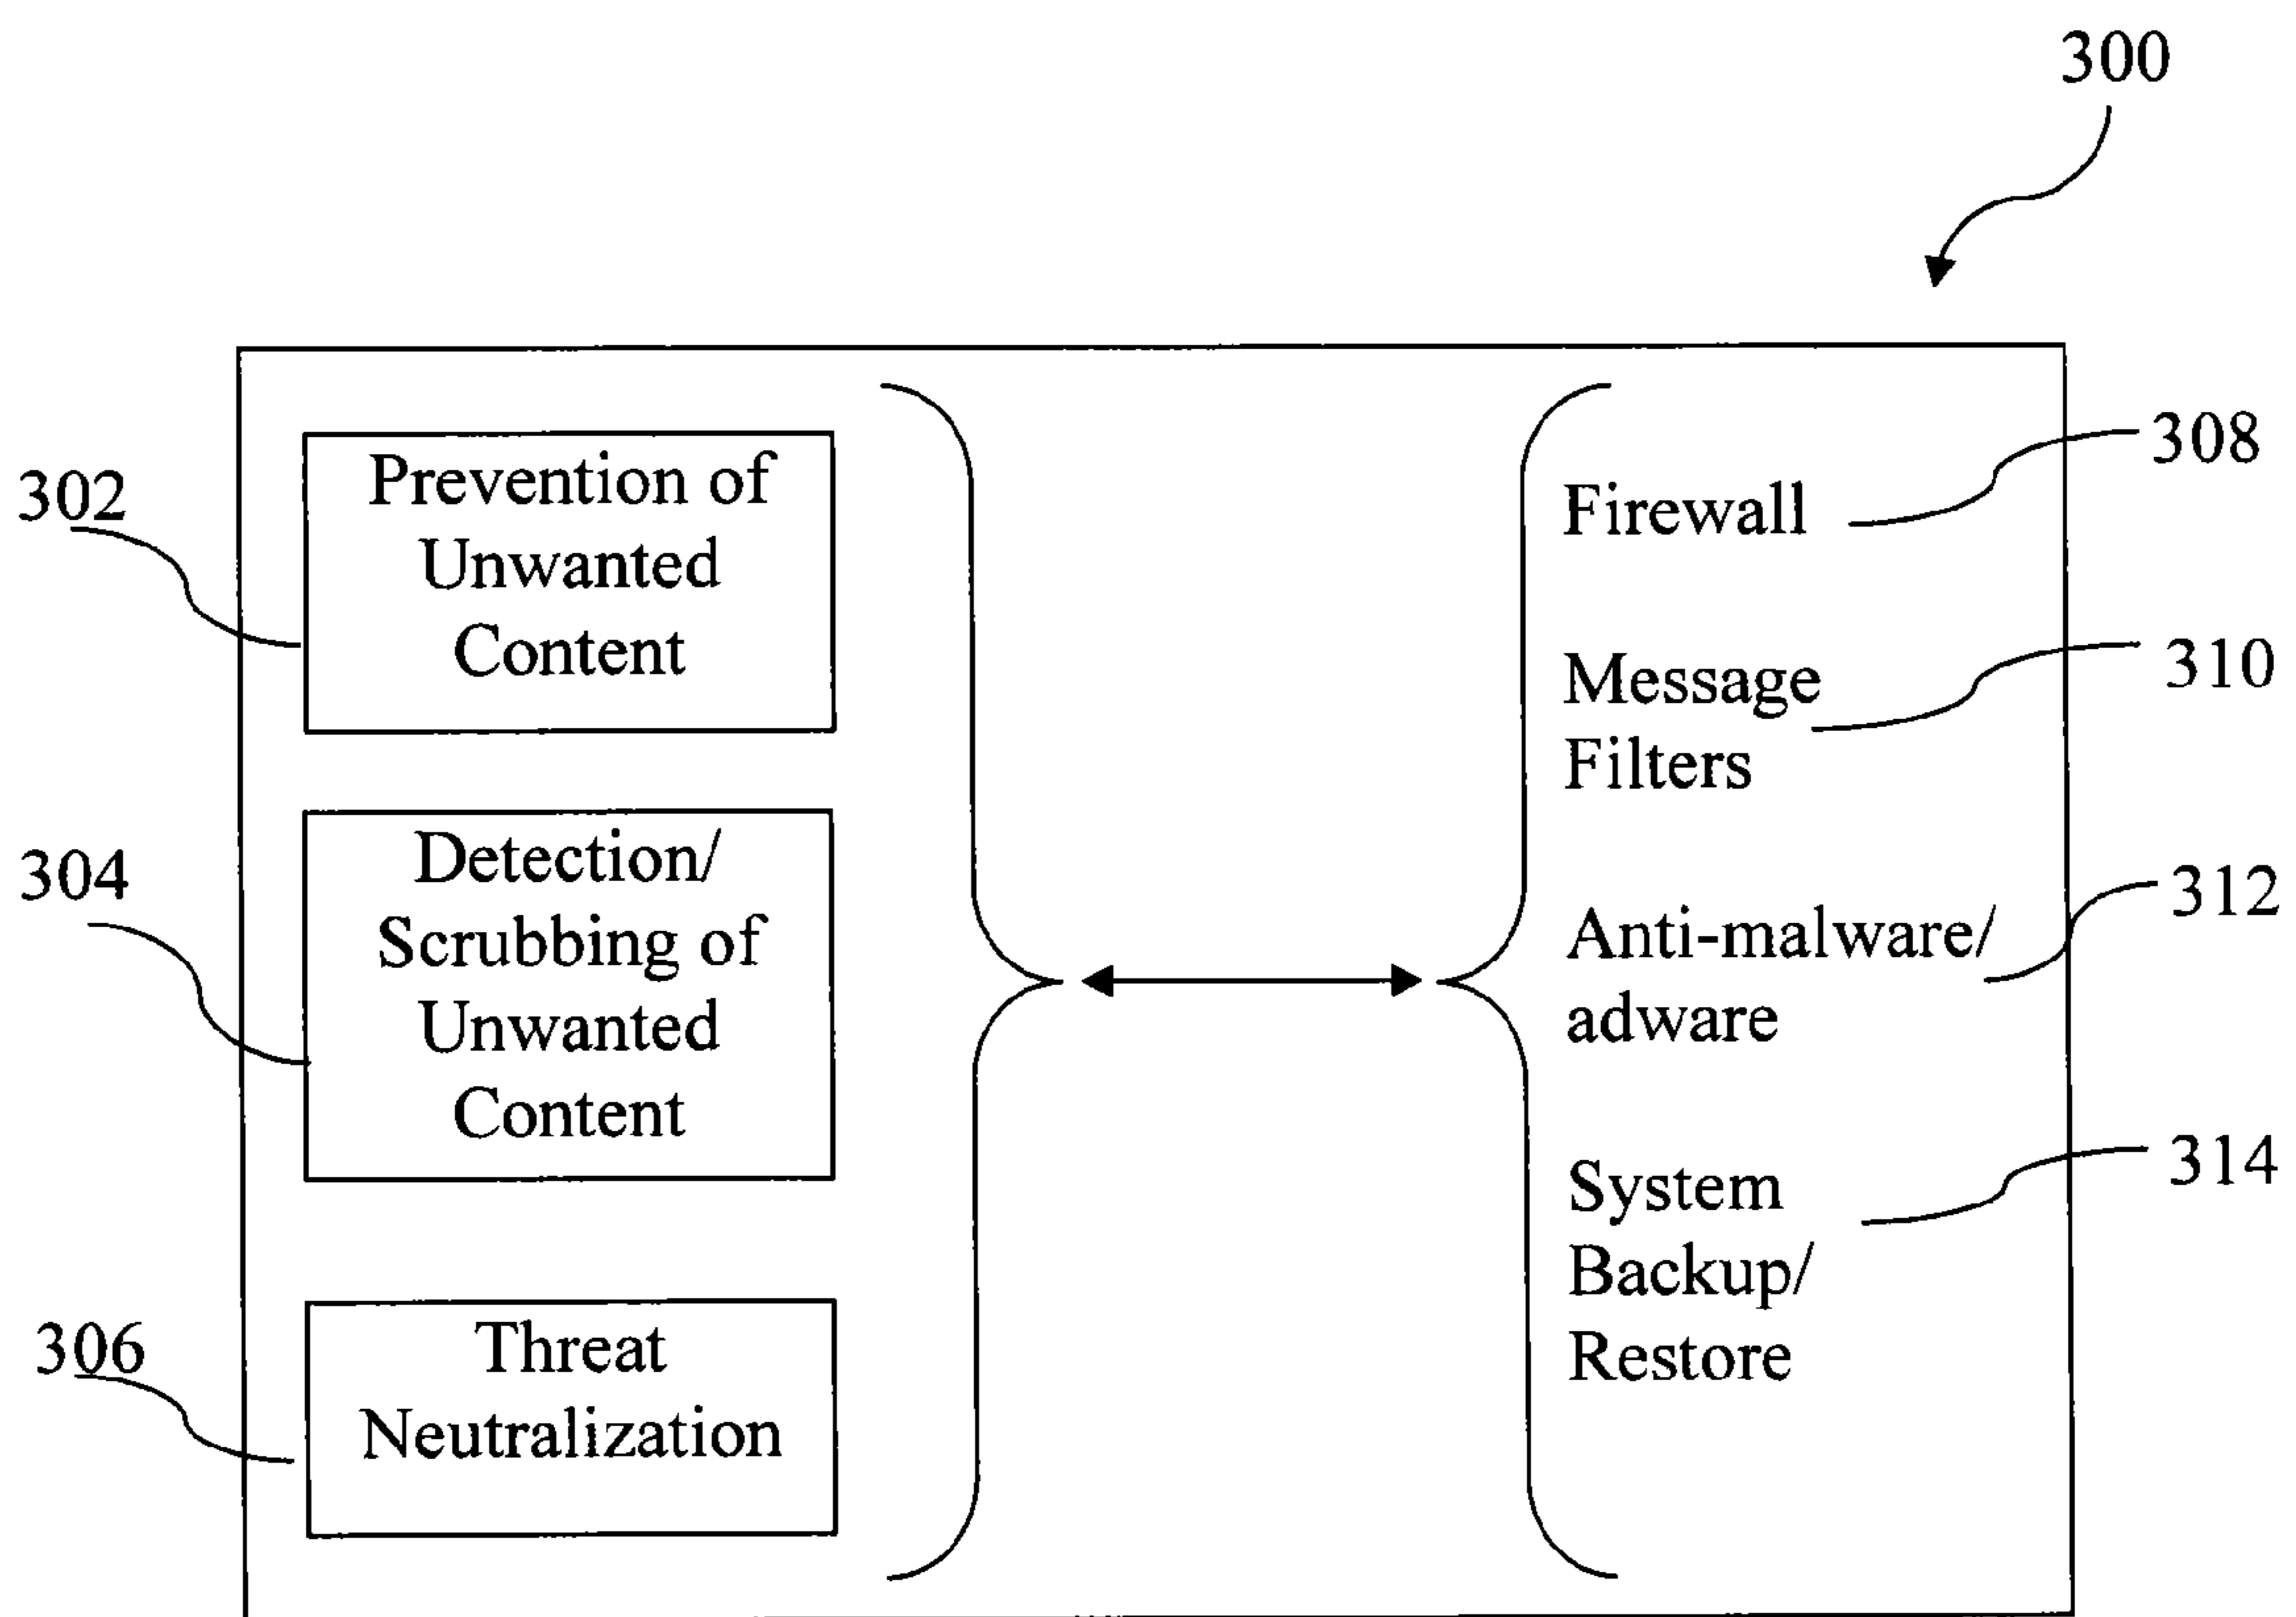 300
302
Prevention of
Unwanted
Content
304
Detection/
Scrubbing of
Unwanted
Content
306
Threat
Neutralization
Firewall
308
Message
Filters
310
Anti-malware/
adware
312
System
Backup/
Restore
314